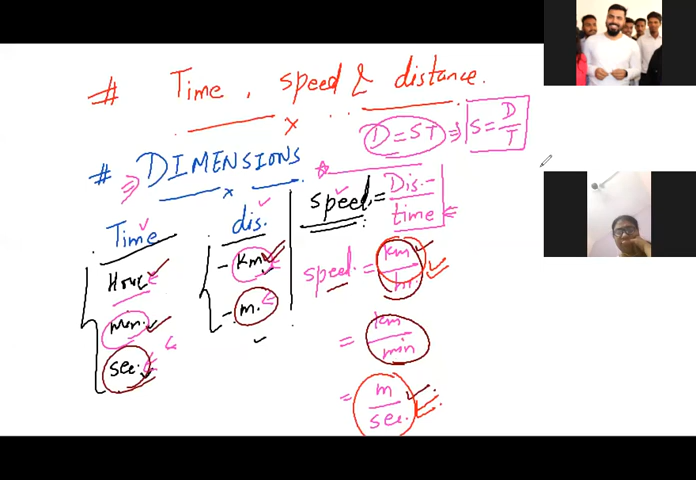 # Time, speed & distance.
D = ST ⇒ S = D/T
# DIMENSIONS
speed = Dis. / time
Time
Hour
min.
sec.
dis.
- Km
- m.
speed. = km / hr.
= km / min
= m / sec.